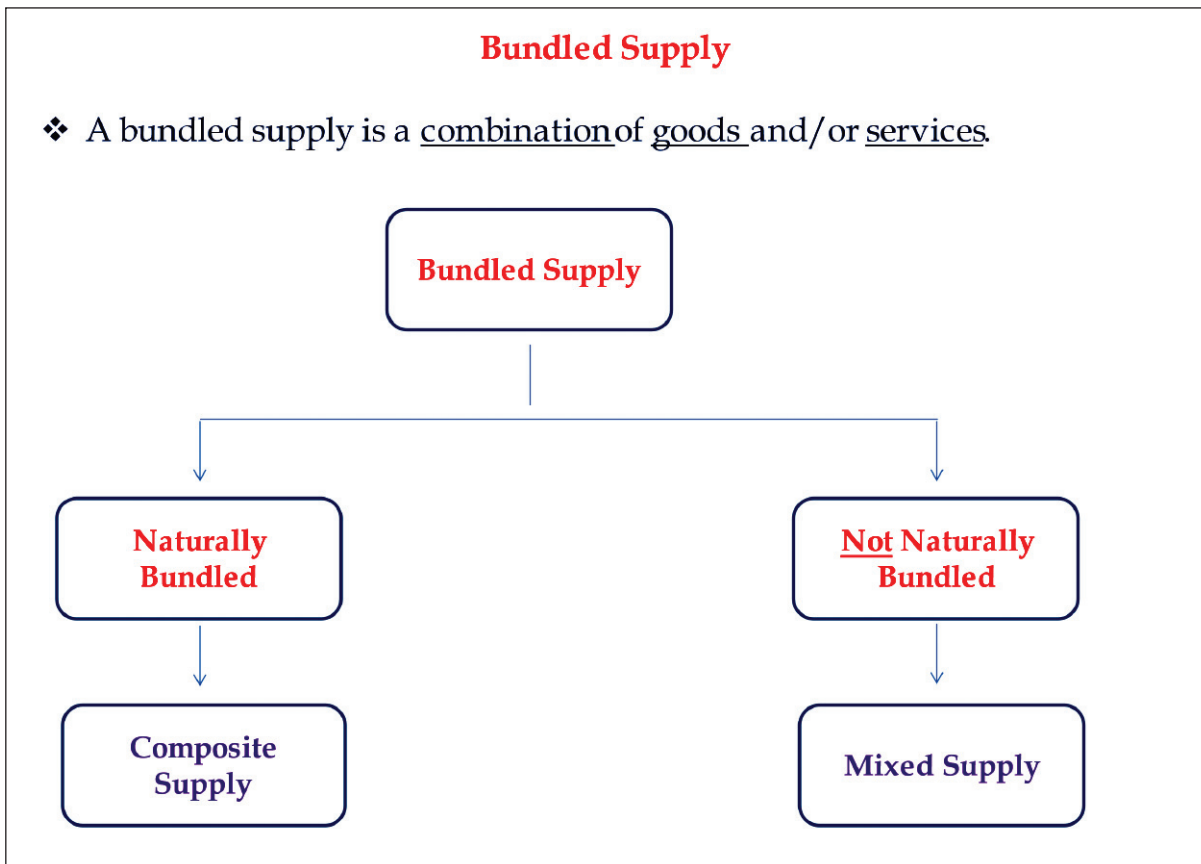 Bundled Supply
❖ A bundled supply is a combination of goods and/or services.
Bundled Supply
Naturally
Bundled
Not Naturally
Bundled
Composite
Supply
Mixed Supply